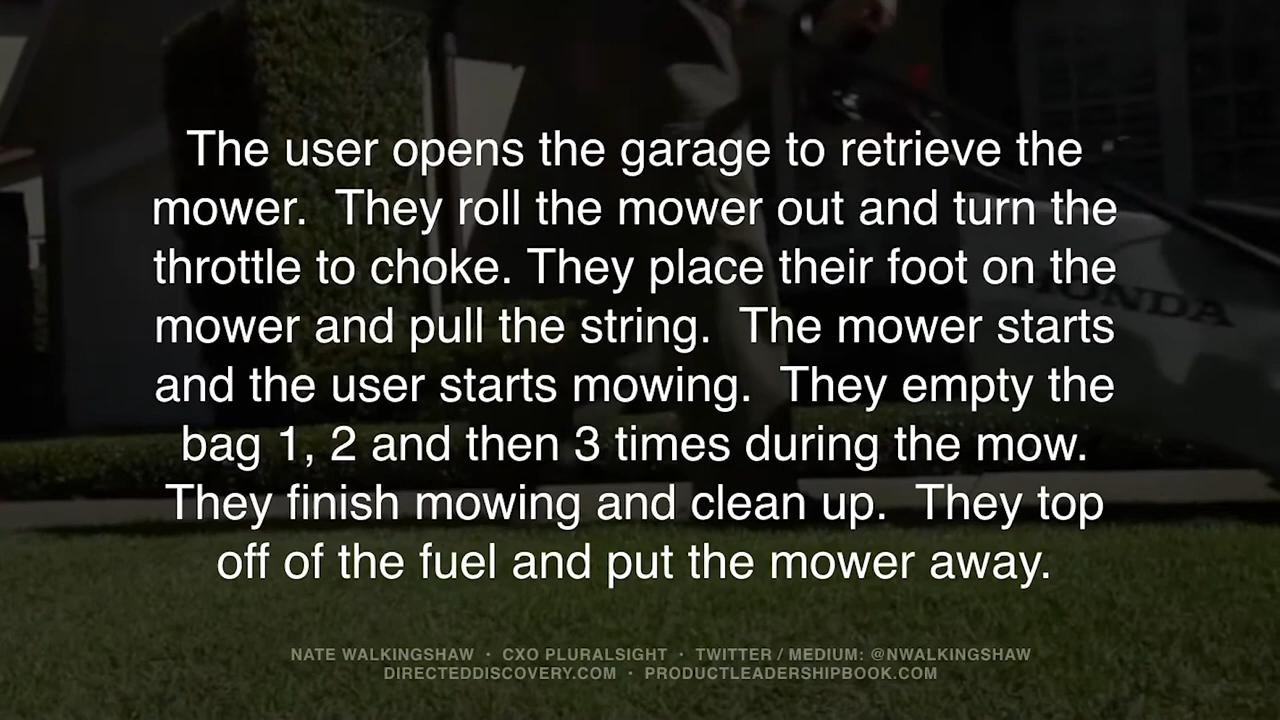 The user opens the garage to retrieve the
mower.  They roll the mower out and turn the
throttle to choke. They place their foot on the
mower and pull the string.  The mower starts
and the user starts mowing.  They empty the
bag 1, 2 and then 3 times during the mow.
They finish mowing and clean up.  They top
off of the fuel and put the mower away.
HONDA
NATE WALKINGSHAW · CXO PLURALSIGHT · TWITTER / MEDIUM: @NWALKINGSHAW
DIRECTEDDISCOVERY.COM · PRODUCTLEADERSHIPBOOK.COM